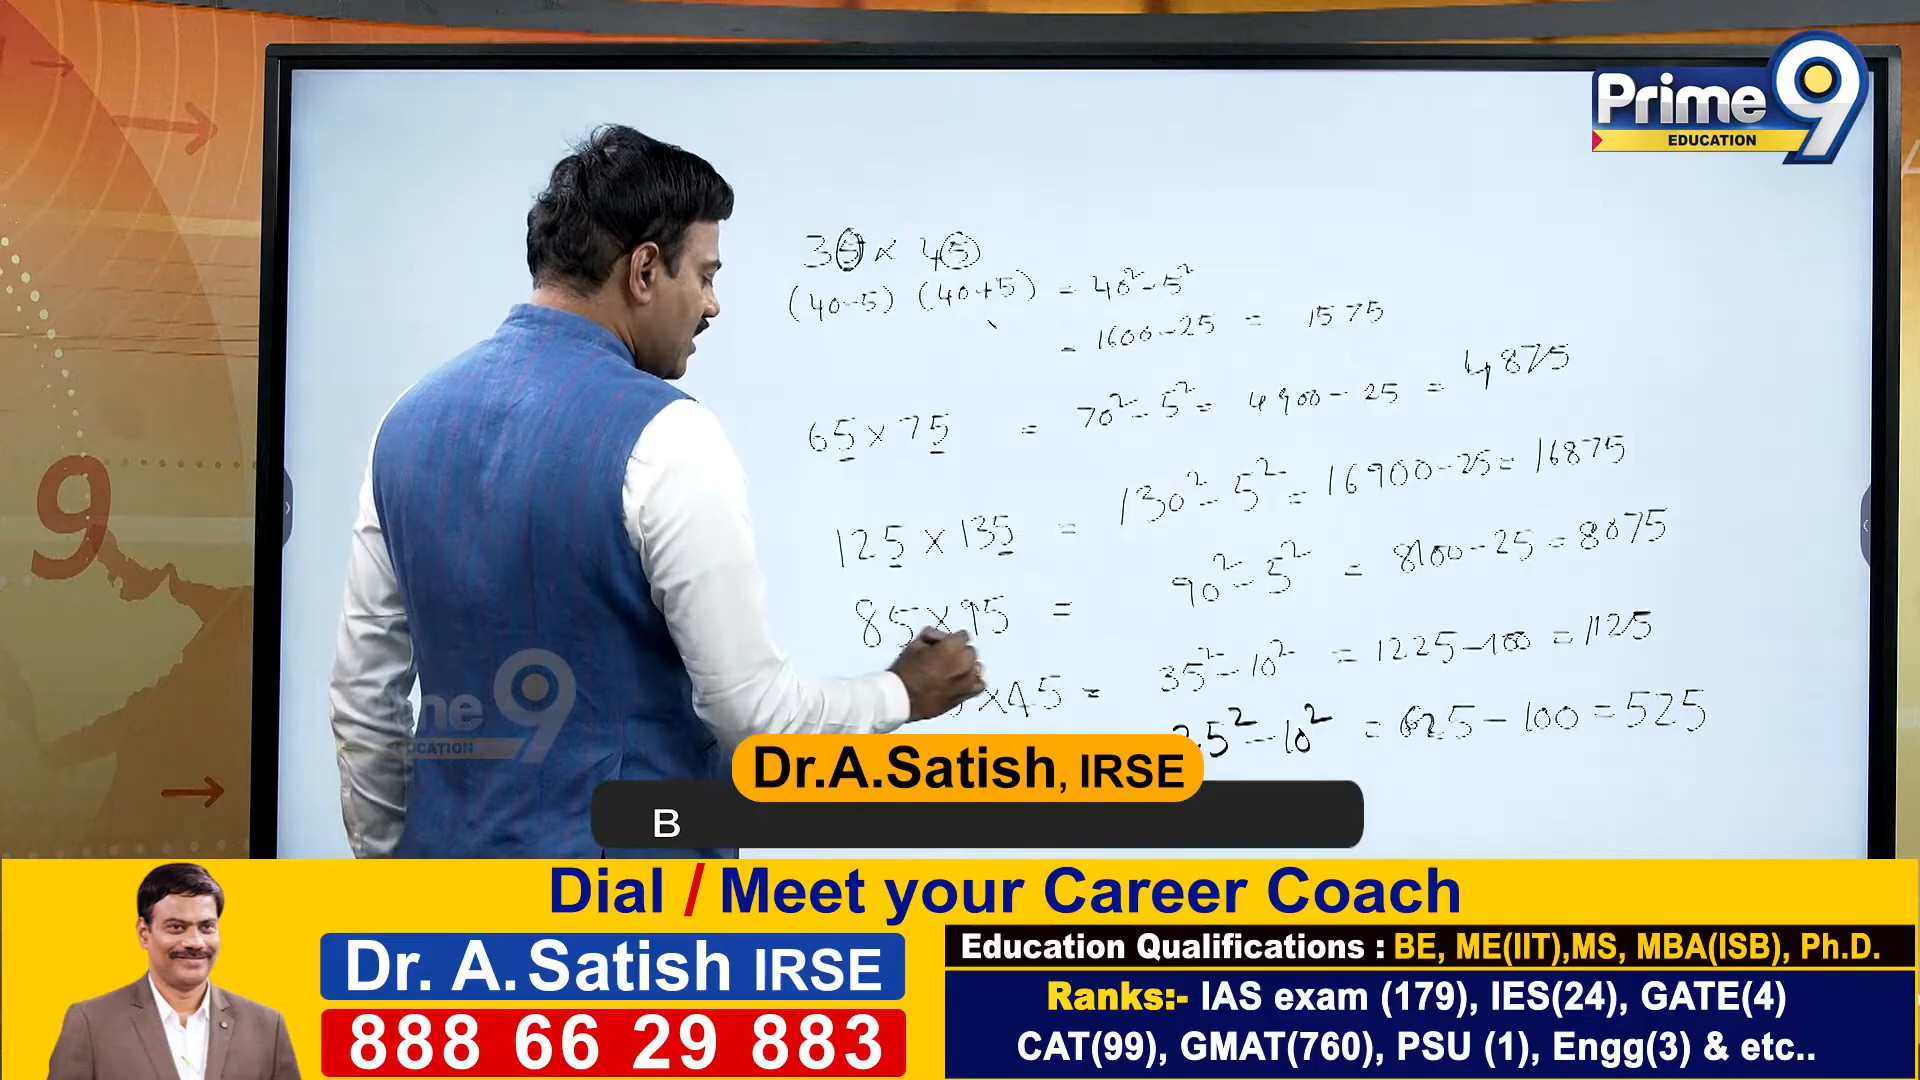 Prime9
EDUCATION
35 × 45
(40-5) (40+5) = 40² - 5²
= 1600-25 = 1575
65 × 75 = 70² - 5² = 4900 - 25 = 4875
125 × 135 = 130² - 5² = 16900-25 = 16875
85 × 95 = 90² - 5² = 8100-25 = 8075
×45 = 35² - 10² = 1225-100 = 1125
25² - 10² = 625 - 100 = 525
9
me9
CATION
Dr.A.Satish, IRSE
B
Dial / Meet your Career Coach
Dr. A. Satish IRSE
888 66 29 883
Education Qualifications : BE, ME(IIT),MS, MBA(ISB), Ph.D.
Ranks:- IAS exam (179), IES(24), GATE(4)
CAT(99), GMAT(760), PSU (1), Engg(3) & etc..